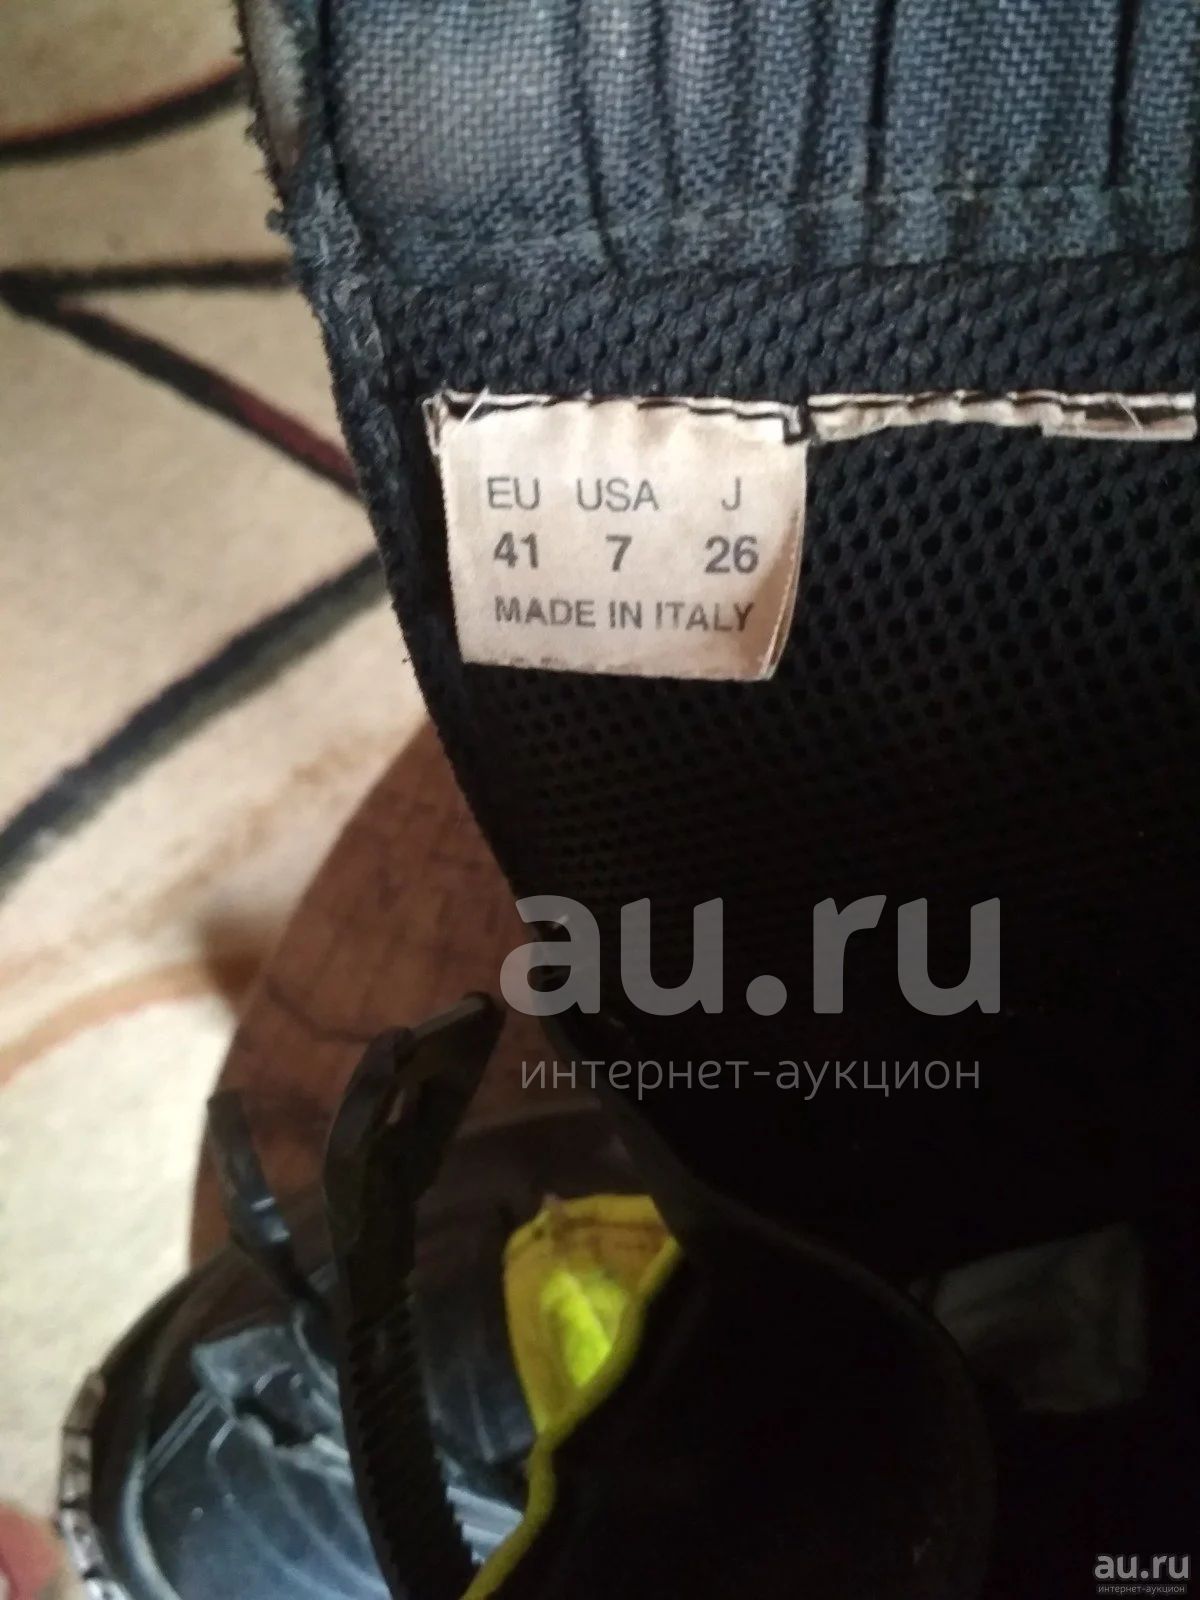 EU USA J
41 7 26
MADE IN ITALY
au.ru
интернет-аукцион
au.ru
интернет-аукцион